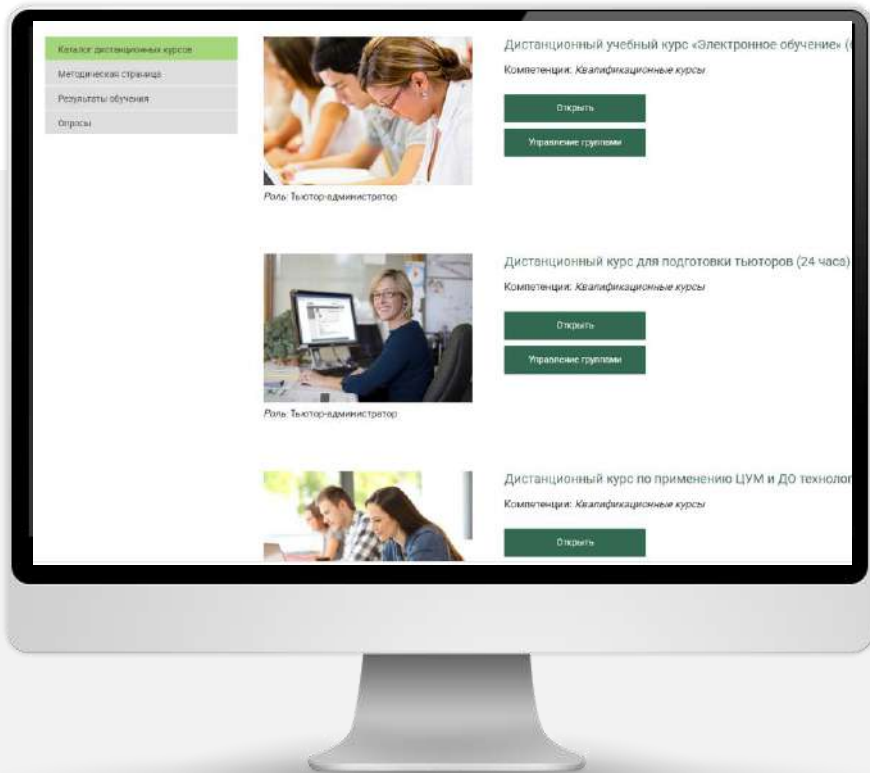 Каталог дистанционных курсов
Методическая страница
Результаты обучения
Опросы
Дистанционный учебный курс «Электронное обучение» (
Компетенции: Квалификационные курсы
Открыть
Управление группами
Роль: Тьютор-администратор
Дистанционный курс для подготовки тьюторов (24 часа)
Компетенции: Квалификационные курсы
Открыть
Управление группами
Роль: Тьютор-администратор
Дистанционный курс по применению ЦУМ и ДО технолог
Компетенции: Квалификационные курсы
Открыть